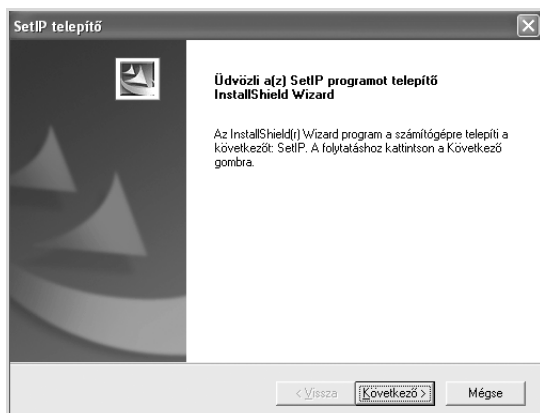 SetIP telepítő
Üdvözli a(z) SetIP programot telepítő
InstallShield Wizard
Az InstallShield(r) Wizard program a számítógépre telepíti a
következőt: SetIP. A folytatáshoz kattintson a Következő
gombra.
< Vissza Következő > Mégse